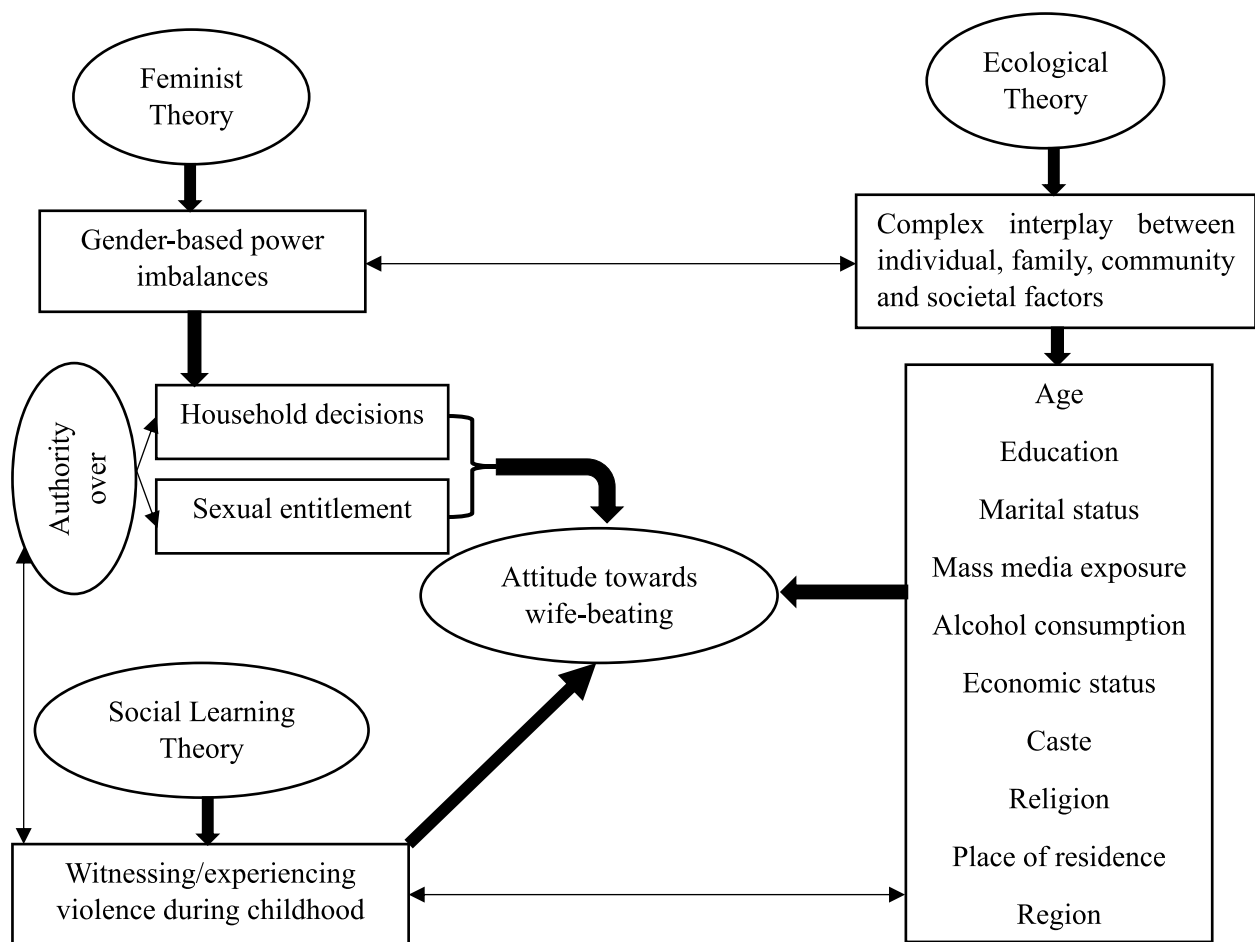 Feminist
Theory
Ecological
Theory
Gender-based power
imbalances
Complex interplay between
individual, family, community
and societal factors
Authority
over
Household decisions
Sexual entitlement
Attitude towards
wife-beating
Age
Education
Marital status
Mass media exposure
Alcohol consumption
Economic status
Caste
Religion
Place of residence
Region
Social Learning
Theory
Witnessing/experiencing
violence during childhood